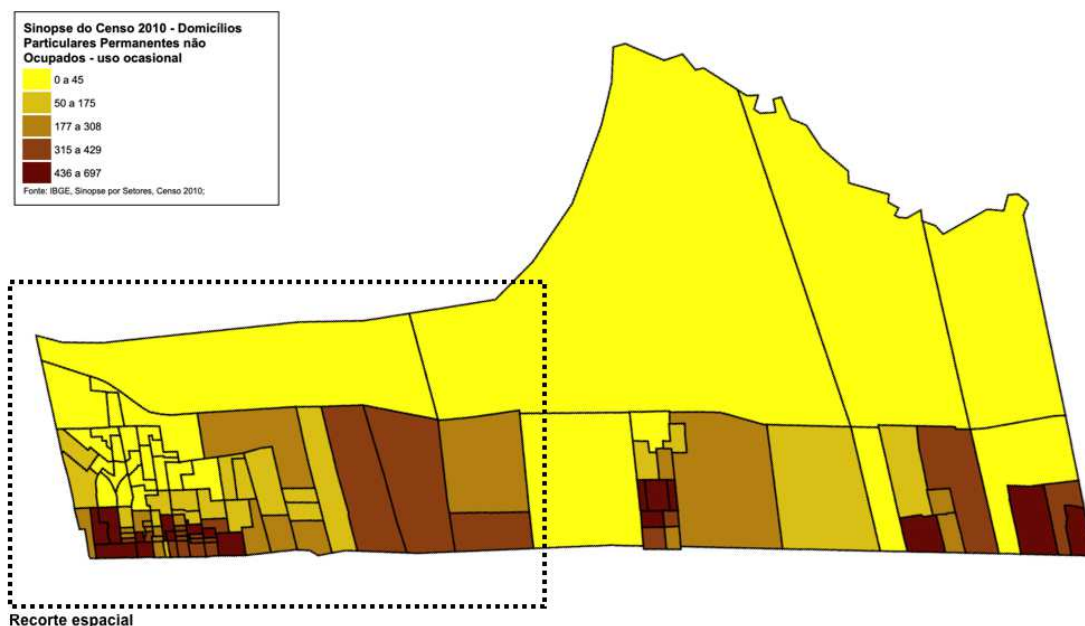 Sinopse do Censo 2010 - Domicílios
Particulares Permanentes não
Ocupados - uso ocasional
0 a 45
50 a 175
177 a 308
315 a 429
436 a 697
Fonte: IBGE, Sinopse por Setores, Censo 2010;
Recorte espacial